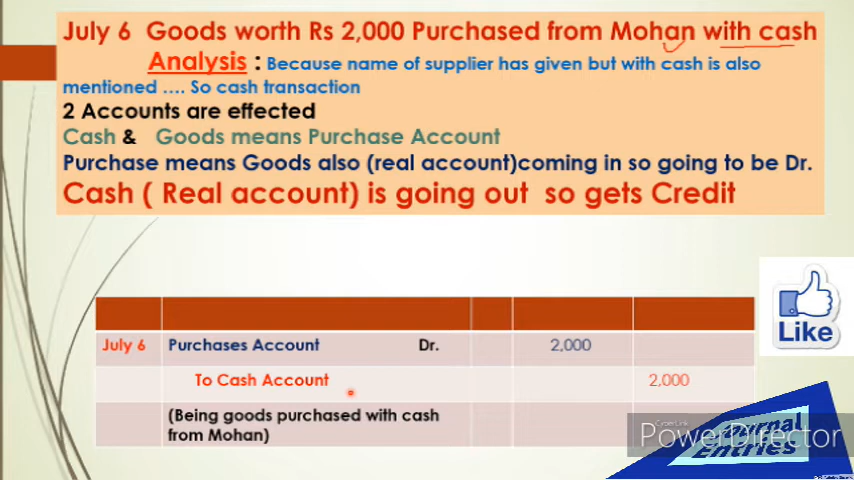 July 6 Goods worth Rs 2,000 Purchased from Mohan with cash
Analysis : Because name of supplier has given but with cash is also
mentioned .... So cash transaction
2 Accounts are effected
Cash & Goods means Purchase Account
Purchase means Goods also (real account)coming in so going to be Dr.
Cash ( Real account) is going out so gets Credit
Like
July 6 Purchases Account Dr. 2,000
To Cash Account 2,000
(Being goods purchased with cash
from Mohan)
CyberLink
PowerDirector
Journal
Entries